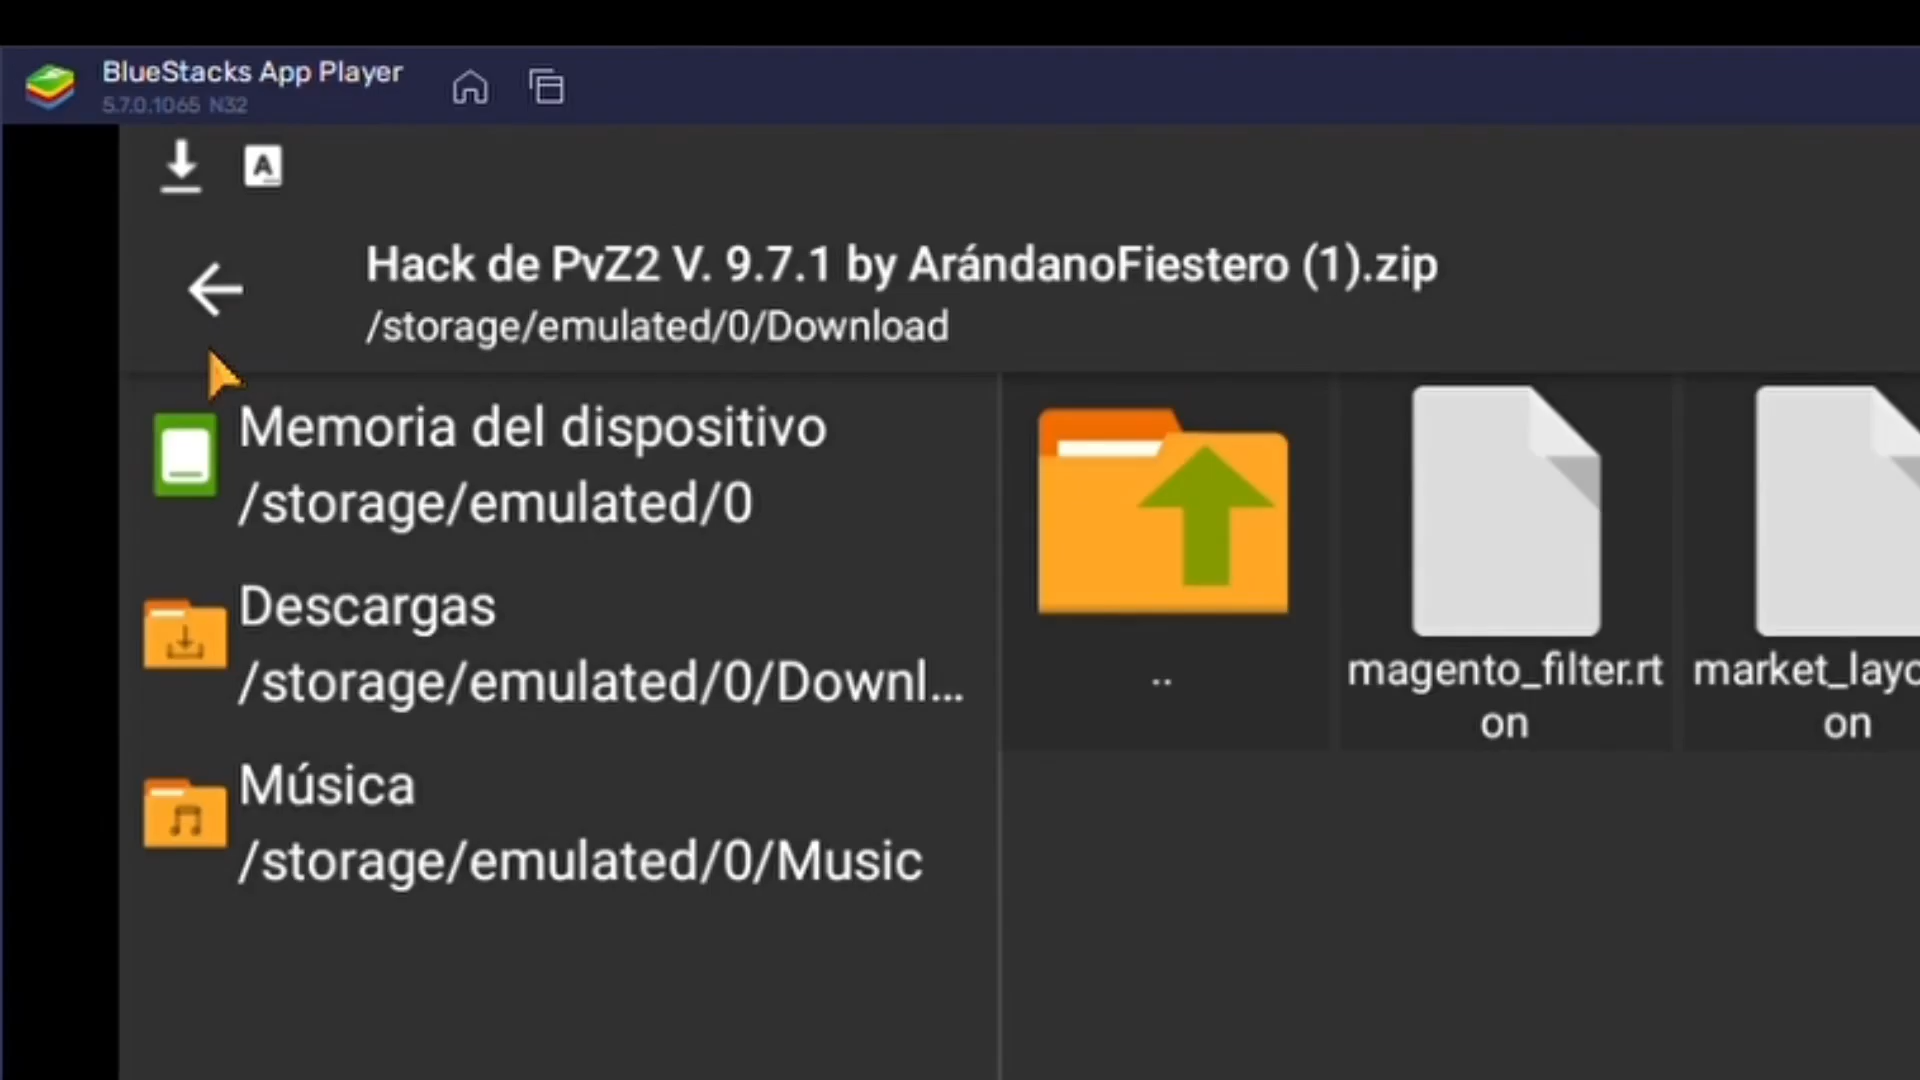 BlueStacks App Player
5.7.0.1065 N32
A
Hack de PvZ2 V. 9.7.1 by ArándanoFiestero (1).zip
/storage/emulated/0/Download
Memoria del dispositivo
/storage/emulated/0
Descargas
/storage/emulated/0/Downl...
Música
/storage/emulated/0/Music
..
magento_filter.rt
on
market_layo
on